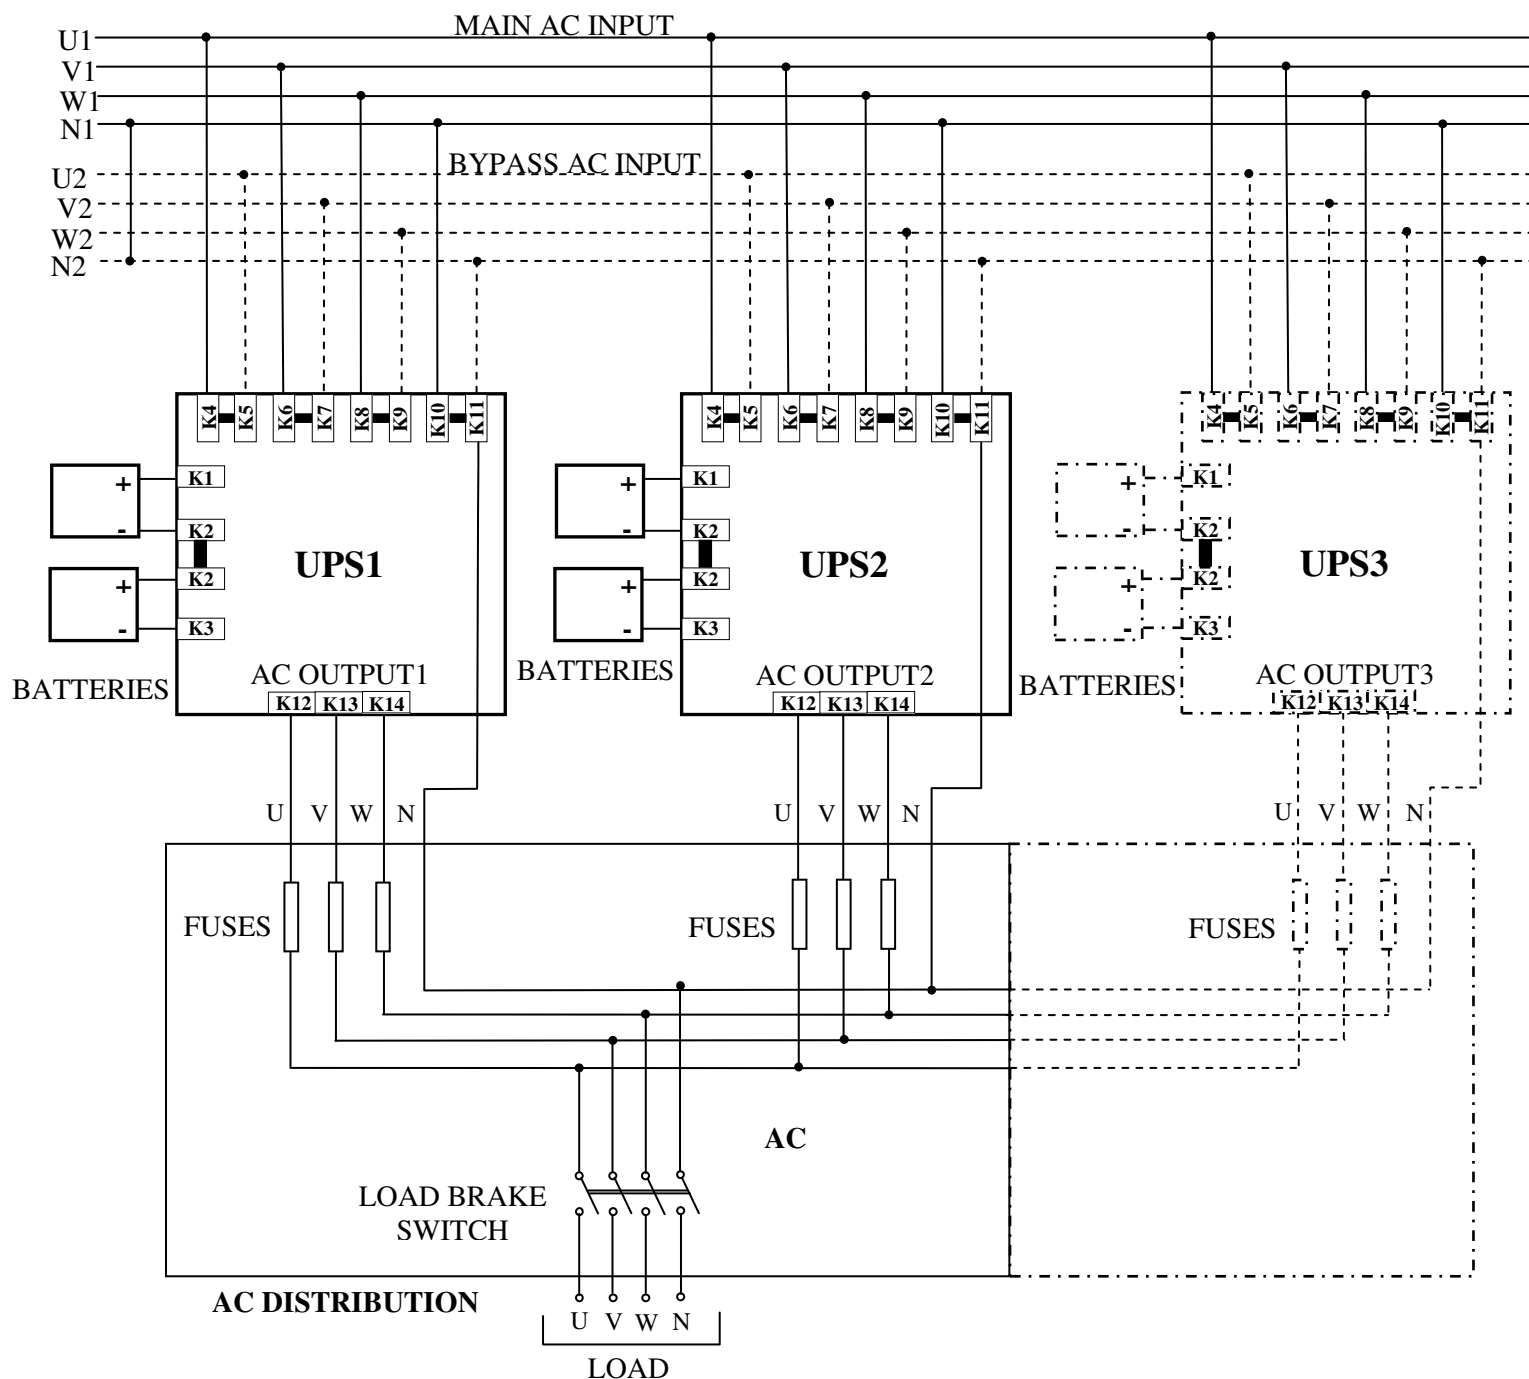 MAIN AC INPUT
U1
V1
W1
N1
BYPASS AC INPUT
U2
V2
W2
N2
K4 K5 K6 K7 K8 K9 K10 K11
K4 K5 K6 K7 K8 K9 K10 K11
K4 K5 K6 K7 K8 K9 K10 K11
+ K1
- K2
+ K2
- K3
UPS1
BATTERIES
AC OUTPUT1
K12 K13 K14
+ K1
- K2
+ K2
- K3
UPS2
BATTERIES
AC OUTPUT2
K12 K13 K14
+ K1
- K2
+ K2
- K3
UPS3
BATTERIES
AC OUTPUT3
K12 K13 K14
U V W N
U V W N
U V W N
FUSES
FUSES
FUSES
AC
LOAD BRAKE
SWITCH
AC DISTRIBUTION
U V W N
LOAD